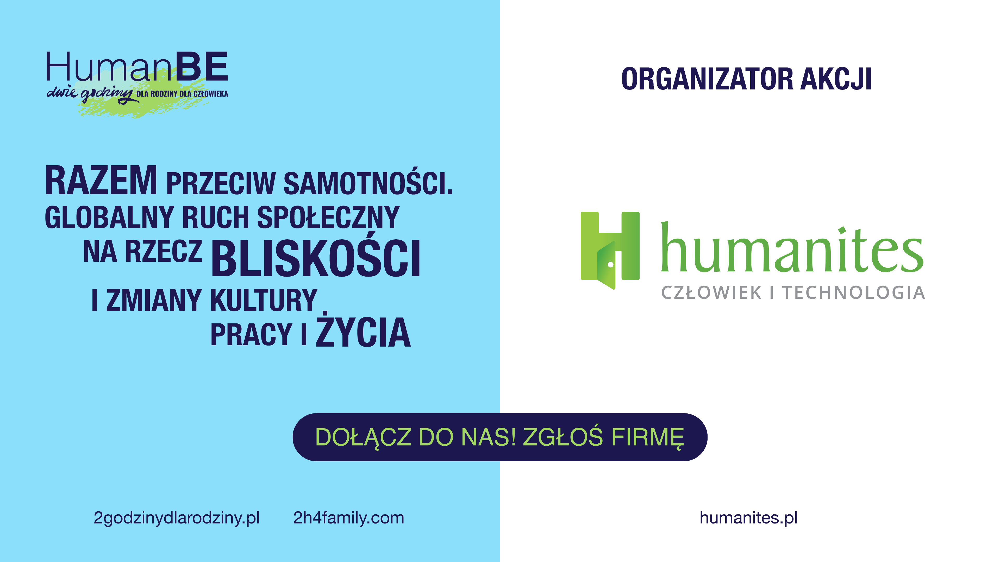 HumanBE
dwie godziny DLA RODZINY DLA CZŁOWIEKA
RAZEM PRZECIW SAMOTNOŚCI.
GLOBALNY RUCH SPOŁECZNY
NA RZECZ BLISKOŚCI
I ZMIANY KULTURY
PRACY I ŻYCIA
ORGANIZATOR AKCJI
H humanites
CZŁOWIEK I TECHNOLOGIA
DOŁĄCZ DO NAS! ZGŁOŚ FIRMĘ
2godzinydlarodziny.pl 2h4family.com
humanites.pl